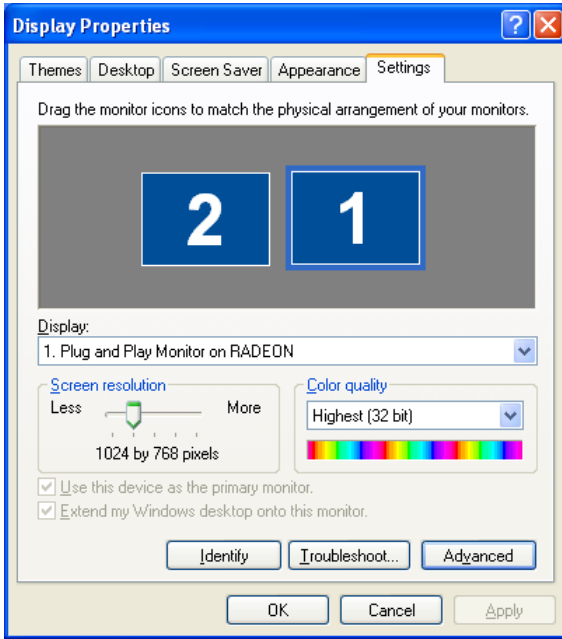 Display Properties
Themes Desktop Screen Saver Appearance Settings
Drag the monitor icons to match the physical arrangement of your monitors.
2 1
Display:
1. Plug and Play Monitor on RADEON
Screen resolution Color quality
Less More Highest (32 bit)
1024 by 768 pixels
Use this device as the primary monitor.
Extend my Windows desktop onto this monitor.
Identify Troubleshoot... Advanced
OK Cancel Apply